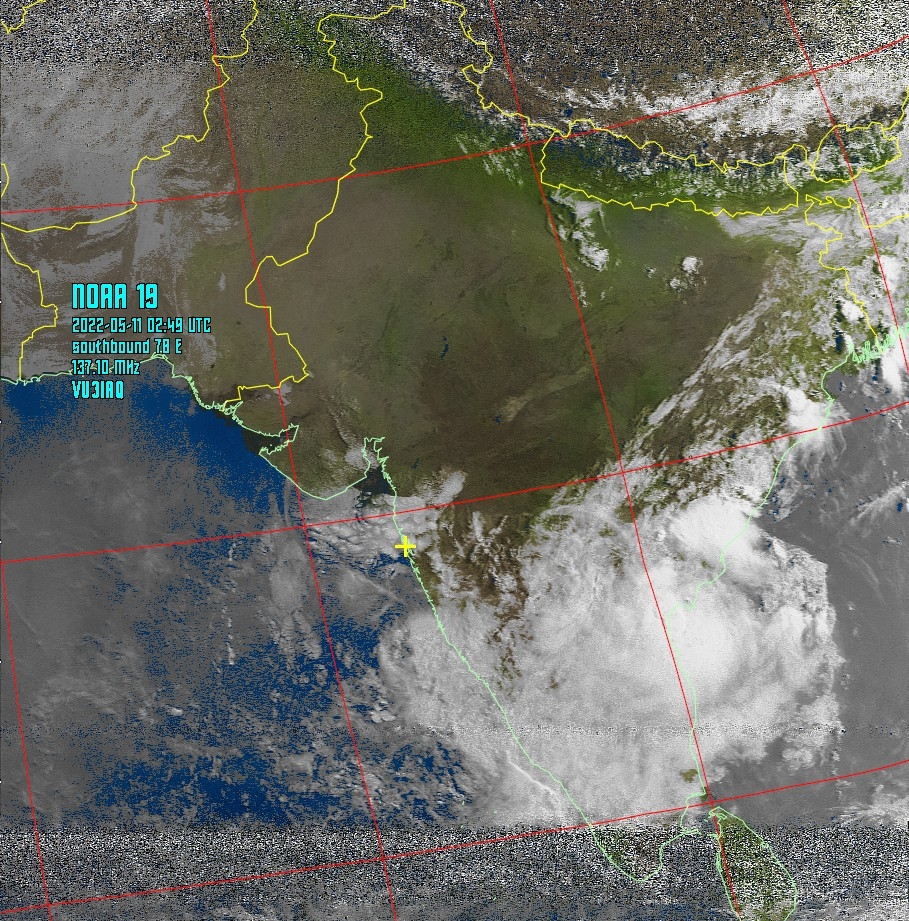 NOAA 19
2022-05-11 02:49 UTC
southbound 78 E
137.10 MHz
VU3IAQ